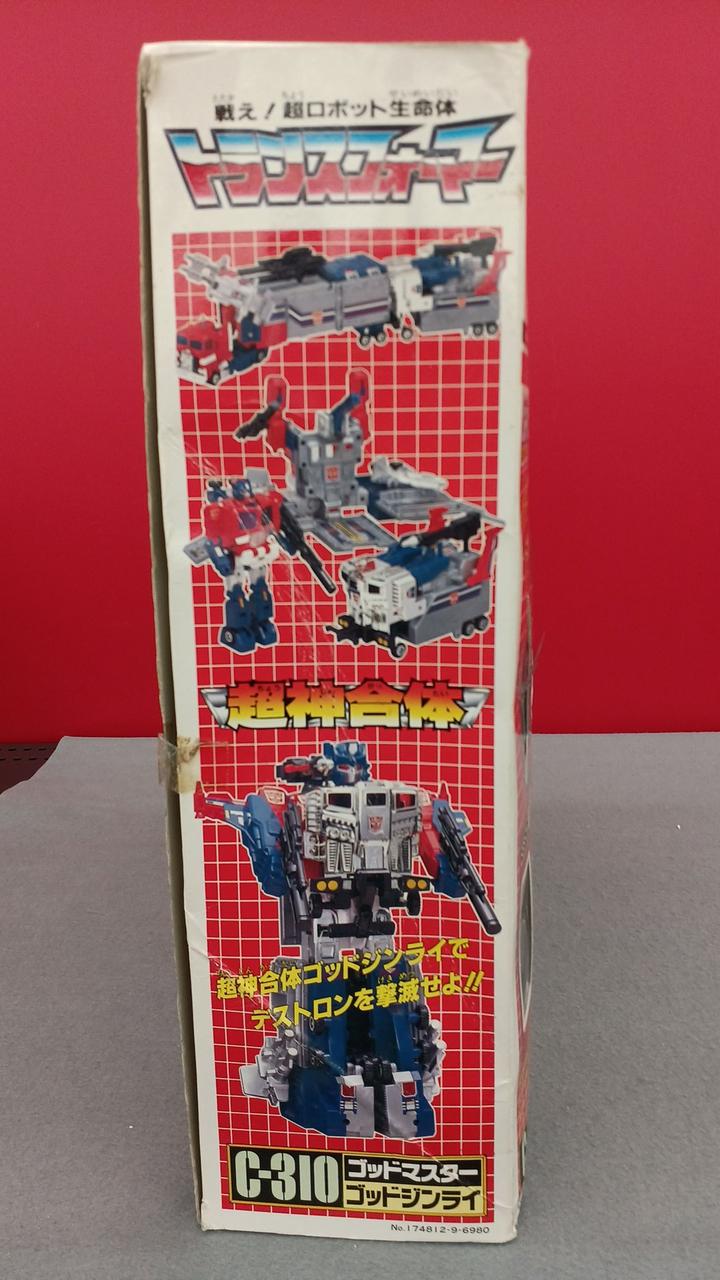 戦え!超ロボット生命体
トランスフォーマー
超神合体
超神合体ゴッドジンライで
デストロンを撃滅せよ!!
C-310 ゴッドマスター
ゴッドジンライ
No.174812-9-6980